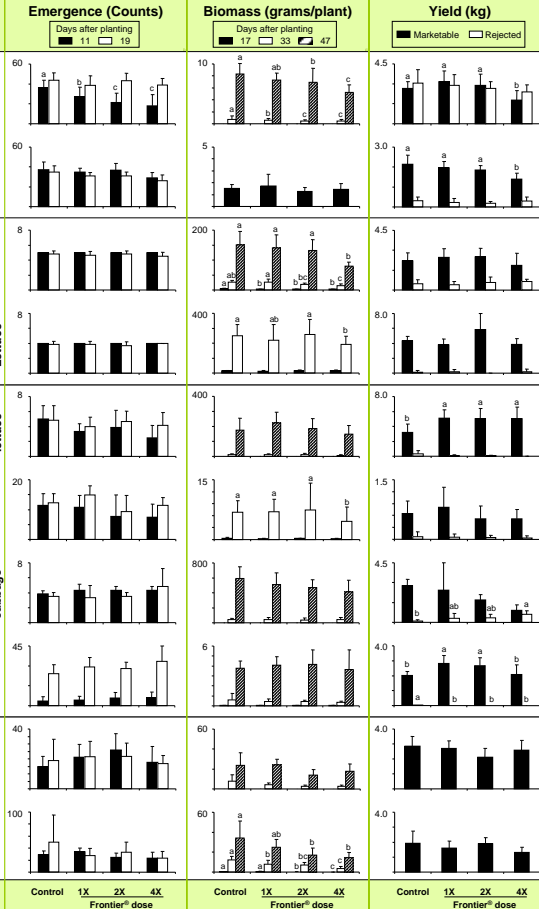 Emergence (Counts) Biomass (grams/plant) Yield (kg)
Days after planting Days after planting
11 19 17 33 47 Marketable Rejected
60 10 4.5
a b c c
a b c c a a b c
a a a b
60 5 3.0
a a a b
8 200 4.5
a b b b
ab a bc c
a a a b
8 400 8.0
a ab a b
8 400 8.0
b a a a
20 15 1.5
a a a b
8 800 4.5
b ab ab a
45 6 4.0
b a a b
a b b b
40 60 4.0
100 60 4.0
a b b c
a b bc c
a ab b b
Control 1X 2X 4X Control 1X 2X 4X Control 1X 2X 4X
Frontier® dose Frontier® dose Frontier® dose